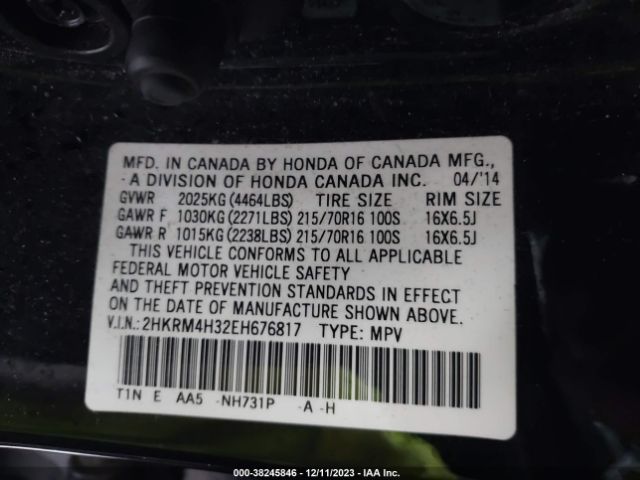 MFD. IN CANADA BY HONDA OF CANADA MFG.,
-A DIVISION OF HONDA CANADA INC. 04/'14
GVWR 2025KG (4464LBS) TIRE SIZE RIM SIZE
GAWR F 1030KG (2271LBS) 215/70R16 100S 16X6.5J
GAWR R 1015KG (2238LBS) 215/70R16 100S 16X6.5J
THIS VEHICLE CONFORMS TO ALL APPLICABLE
FEDERAL MOTOR VEHICLE SAFETY
AND THEFT PREVENTION STANDARDS IN EFFECT
ON THE DATE OF MANUFACTURE SHOWN ABOVE.
V.I.N.: 2HKRM4H32EH676817 TYPE: MPV
T1N E AA5 -NH731P -A -H
000-38245846 - 12/11/2023 - IAA Inc.